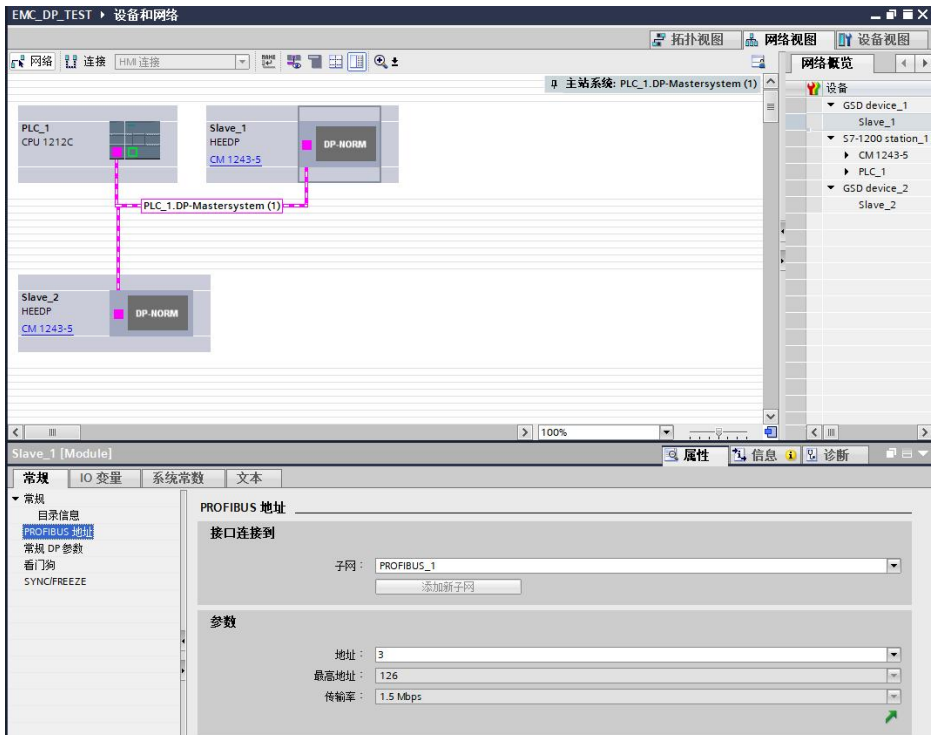 EMC_DP_TEST ▸ 设备和网络
拓扑视图 网络视图 设备视图
网络 连接 HMI 连接
网络概览
主站系统: PLC_1.DP-Mastersystem (1)
设备
GSD device_1
Slave_1
S7-1200 station_1
CM 1243-5
PLC_1
GSD device_2
Slave_2
PLC_1
CPU 1212C
Slave_1
HEEDP
CM 1243-5
DP-NORM
PLC_1.DP-Mastersystem (1)
Slave_2
HEEDP
CM 1243-5
DP-NORM
100%
Slave_1 [Module]
属性 信息 诊断
常规 IO 变量 系统常数 文本
常规
目录信息
PROFIBUS 地址
常规 DP 参数
看门狗
SYNC/FREEZE
PROFIBUS 地址
接口连接到
子网: PROFIBUS_1
添加新子网
参数
地址: 3
最高地址: 126
传输率: 1.5 Mbps